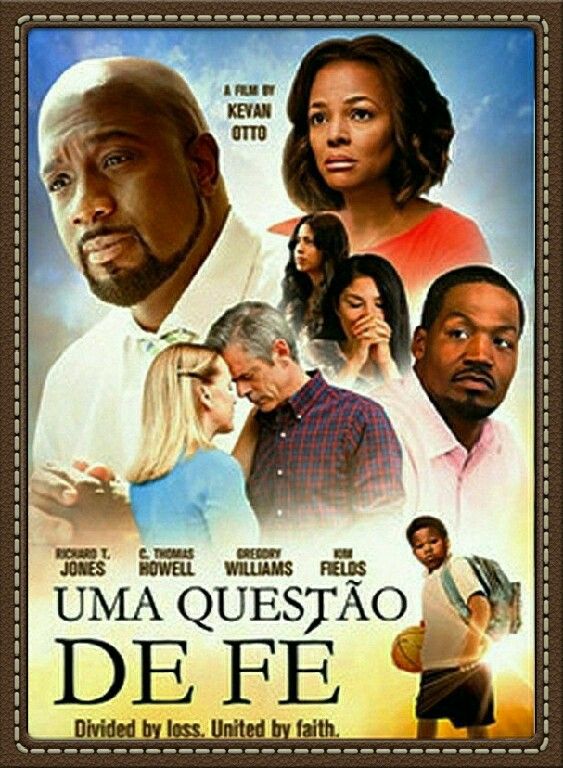 A FILM BY
KEVAN
OTTO
RICHARD T. JONES
C. THOMAS HOWELL
GREGORY WILLIAMS
KIM FIELDS
UMA QUESTÃO
DE FÉ
Divided by loss. United by faith.